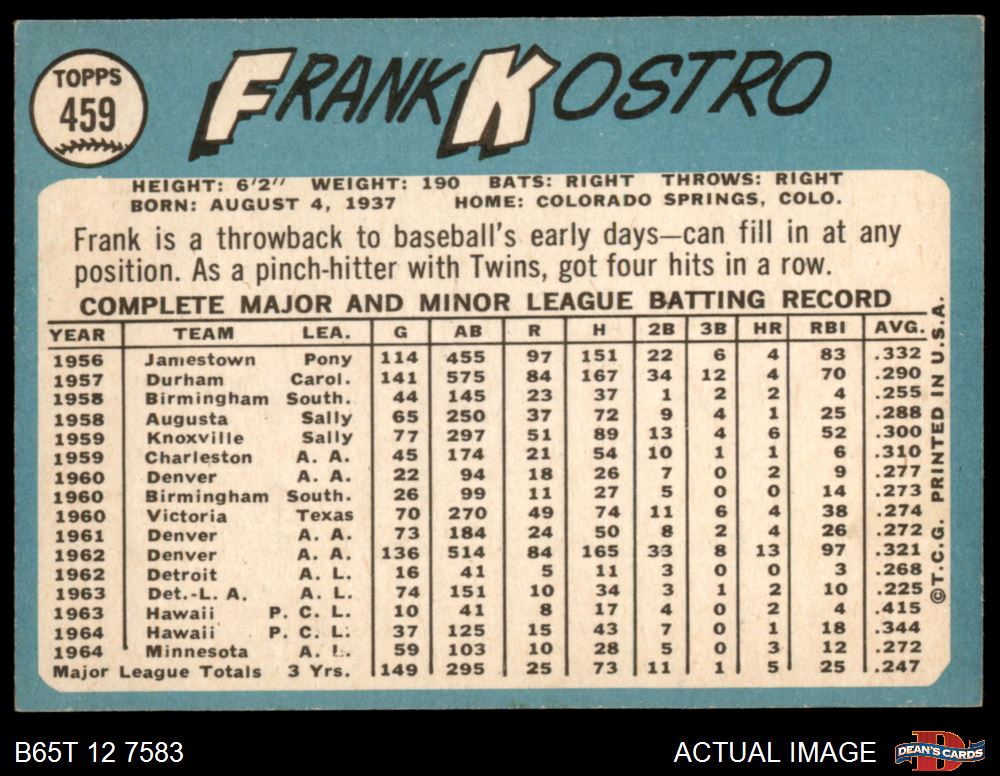 TOPPS
459
FRANK KOSTRO
HEIGHT: 6'2" WEIGHT: 190 BATS: RIGHT THROWS: RIGHT
BORN: AUGUST 4, 1937 HOME: COLORADO SPRINGS, COLO.
Frank is a throwback to baseball's early days—can fill in at any
position. As a pinch-hitter with Twins, got four hits in a row.
COMPLETE MAJOR AND MINOR LEAGUE BATTING RECORD
YEAR TEAM LEA. G AB R H 2B 3B HR RBI AVG.
1956 Jamestown Pony 114 455 97 151 22 6 4 83 .332
1957 Durham Carol. 141 575 84 167 34 12 4 70 .290
1958 Birmingham South. 44 145 23 37 1 2 2 4 .255
1958 Augusta Sally 65 250 37 72 9 4 1 25 .288
1959 Knoxville Sally 77 297 51 89 13 4 6 52 .300
1959 Charleston A. A. 45 174 21 54 10 1 1 6 .310
1960 Denver A. A. 22 94 18 26 7 0 2 9 .277
1960 Birmingham South. 26 99 11 27 5 0 0 14 .273
1960 Victoria Texas 70 270 49 74 11 6 4 38 .274
1961 Denver A. A. 73 184 24 50 8 2 4 26 .272
1962 Denver A. A. 136 514 84 165 33 8 13 97 .321
1962 Detroit A. L. 16 41 5 11 3 0 0 3 .268
1963 Det.-L. A. A. L. 74 151 10 34 3 1 2 10 .225
1963 Hawaii P. C. L. 10 41 8 17 4 0 2 4 .415
1964 Hawaii P. C. L. 37 125 15 43 7 0 1 18 .344
1964 Minnesota A. L. 59 103 10 28 5 0 3 12 .272
Major League Totals 3 Yrs. 149 295 25 73 11 1 5 25 .247
©T.C.G. PRINTED IN U.S.A.
B65T 12 7583
ACTUAL IMAGE
D
DEAN'S CARDS